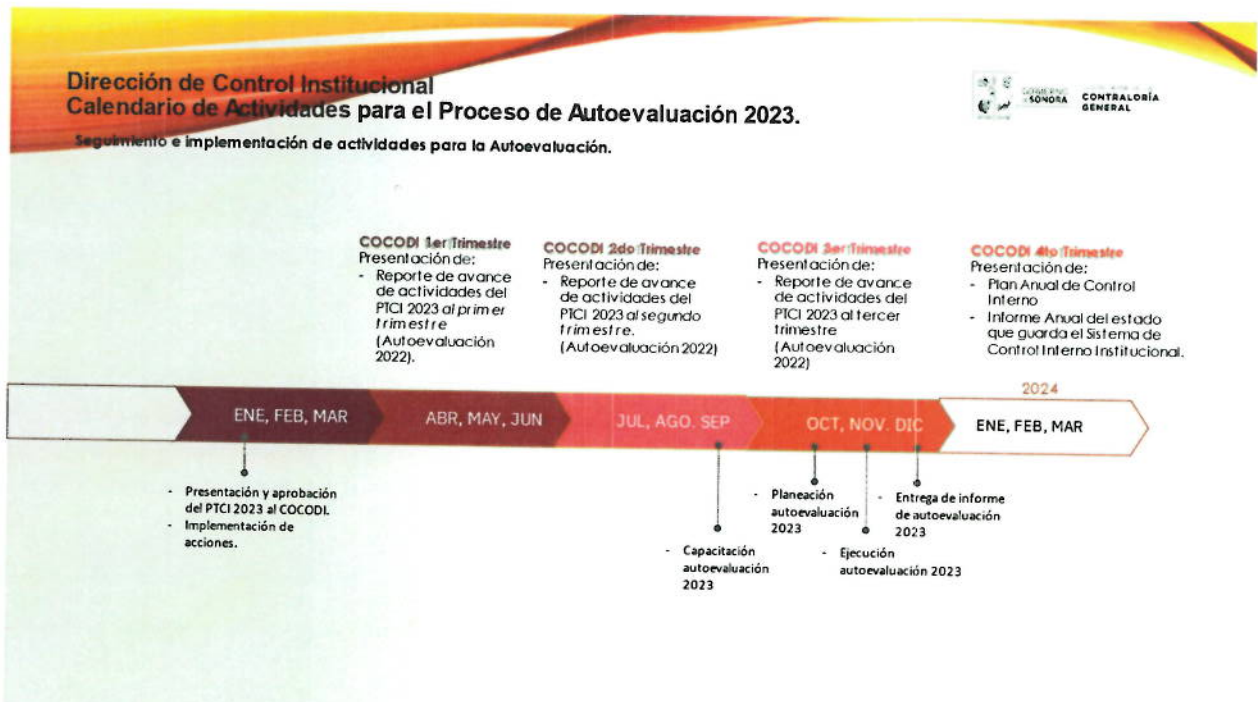 Dirección de Control Institucional
Calendario de Actividades para el Proceso de Autoevaluación 2023.
Seguimiento e implementación de actividades para la Autoevaluación.
GOBIERNO
DE SONORA
CONTRALORÍA
GENERAL
COCODI 1er Trimestre
Presentación de:
- Reporte de avance
de actividades del
PTCI 2023 al primer
trimestre
(Autoevaluación
2022).
COCODI 2do Trimestre
Presentación de:
- Reporte de avance
de actividades del
PTCI 2023 al segundo
trimestre.
(Autoevaluación 2022)
COCODI 3er Trimestre
Presentación de:
- Reporte de avance
de actividades del
PTCI 2023 al tercer
trimestre
(Autoevaluación
2022)
COCODI 4to Trimestre
Presentación de:
- Plan Anual de Control
Interno
- Informe Anual del estado
que guarda el Sistema de
Control Interno Institucional.
2024
ENE, FEB, MAR
ABR, MAY, JUN
JUL, AGO. SEP
OCT, NOV. DIC
ENE, FEB, MAR
- Presentación y aprobación
del PTCI 2023 al COCODI.
- Implementación de
acciones.
- Capacitación
autoevaluación
2023
- Planeación
autoevaluación
2023
- Ejecución
autoevaluación 2023
- Entrega de informe
de autoevaluación
2023